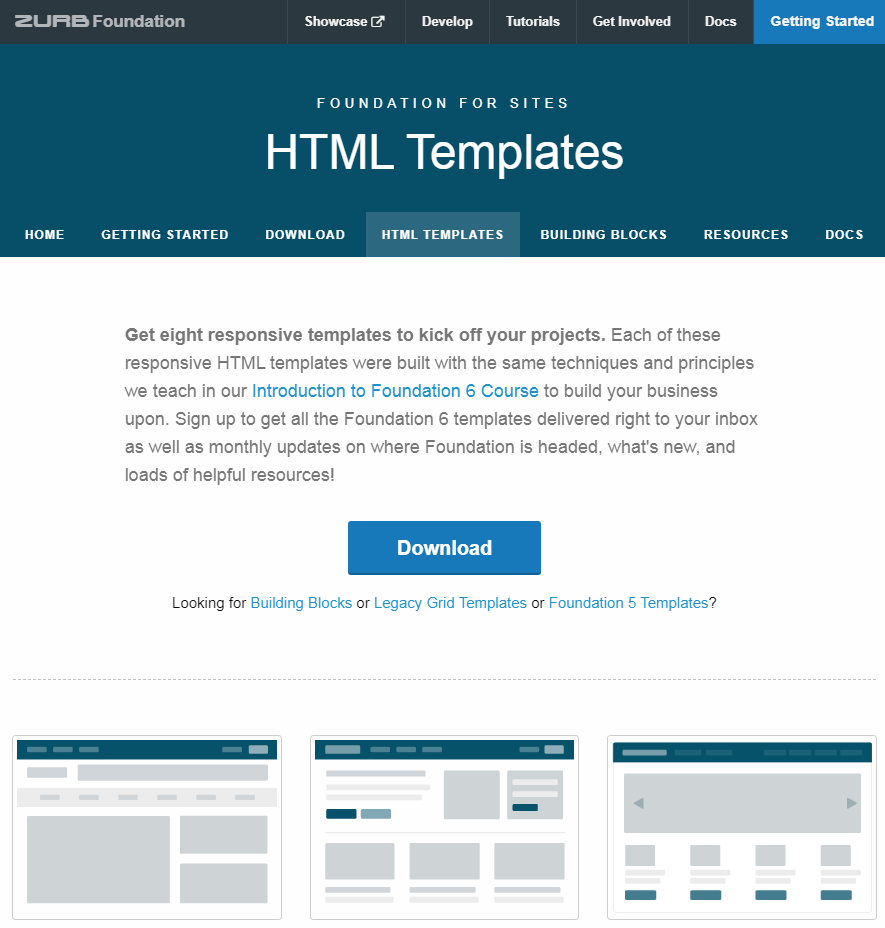 ZURB Foundation Showcase Develop Tutorials Get Involved Docs Getting Started
FOUNDATION FOR SITES
HTML Templates
HOME GETTING STARTED DOWNLOAD HTML TEMPLATES BUILDING BLOCKS RESOURCES DOCS
Get eight responsive templates to kick off your projects. Each of these
responsive HTML templates were built with the same techniques and principles
we teach in our Introduction to Foundation 6 Course to build your business
upon. Sign up to get all the Foundation 6 templates delivered right to your inbox
as well as monthly updates on where Foundation is headed, what's new, and
loads of helpful resources!
Download
Looking for Building Blocks or Legacy Grid Templates or Foundation 5 Templates?